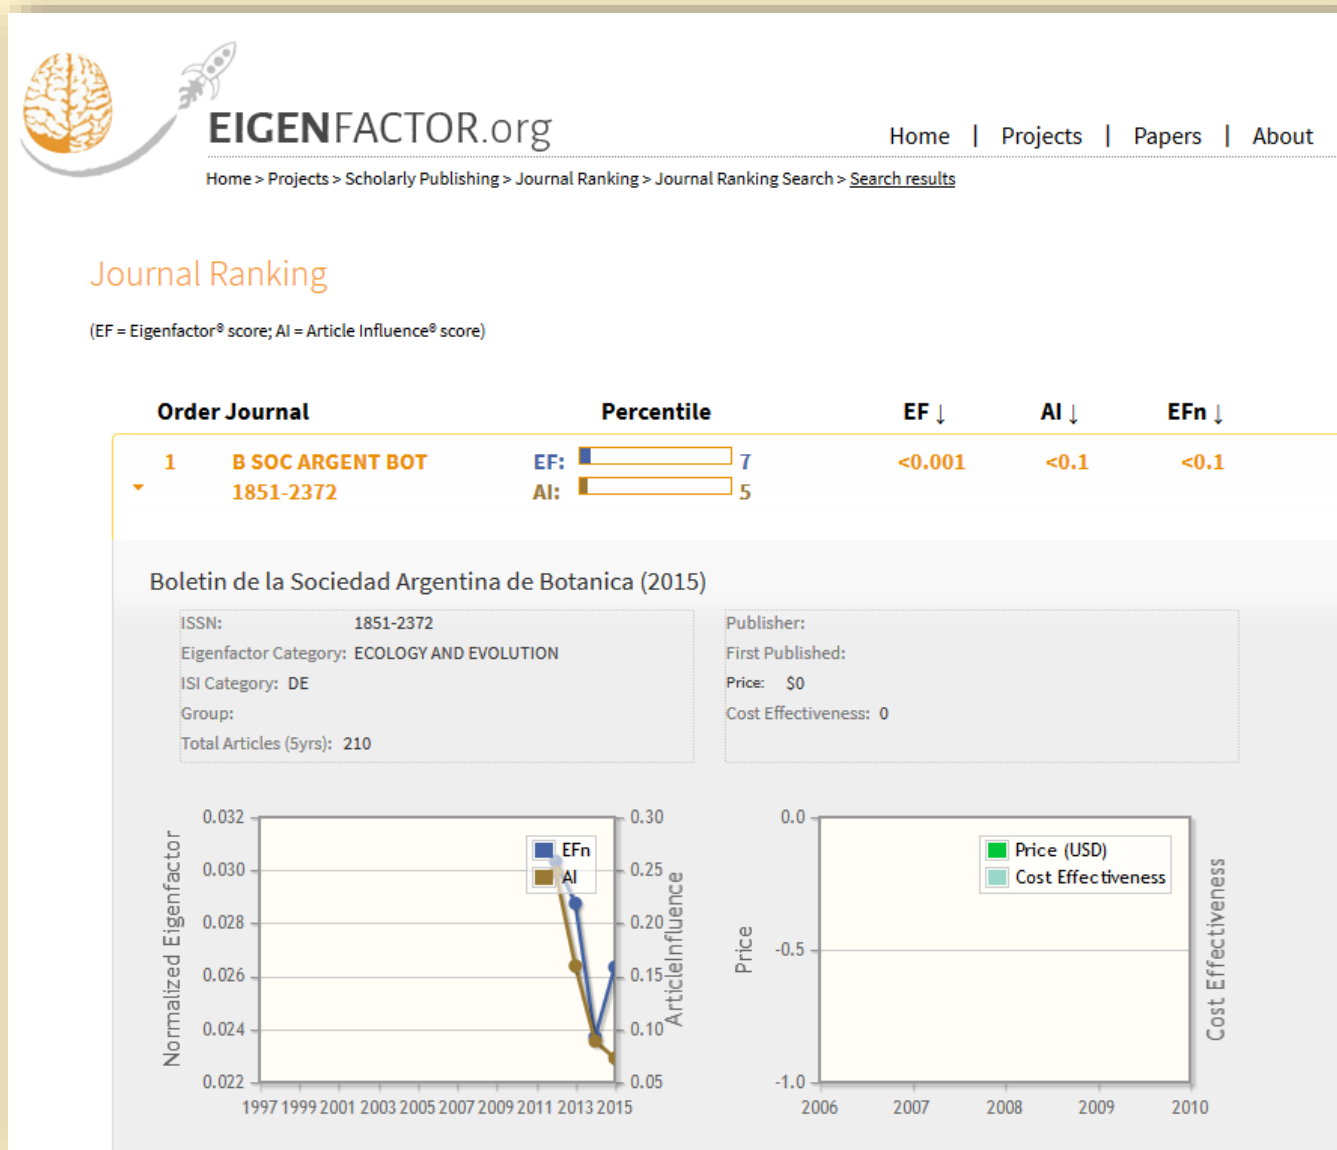 EIGENFACTOR.org
Home | Projects | Papers | About
Home > Projects > Scholarly Publishing > Journal Ranking > Journal Ranking Search > Search results
Journal Ranking
(EF = Eigenfactor® score; AI = Article Influence® score)
Order Journal Percentile EF ↓ AI ↓ EFn ↓
1 B SOC ARGENT BOT EF: 7 <0.001 <0.1 <0.1
1851-2372 AI: 5
Boletin de la Sociedad Argentina de Botanica (2015)
ISSN: 1851-2372
Eigenfactor Category: ECOLOGY AND EVOLUTION
ISI Category: DE
Group:
Total Articles (5yrs): 210
Publisher:
First Published:
Price: $0
Cost Effectiveness: 0
Normalized Eigenfactor
0.032
0.030
0.028
0.026
0.024
0.022
EFn
AI
0.30
0.25
0.20
0.15
0.10
0.05
ArticleInfluence
1997 1999 2001 2003 2005 2007 2009 2011 2013 2015
Price
0.0
-0.5
-1.0
Price (USD)
Cost Effectiveness
Cost Effectiveness
2006 2007 2008 2009 2010